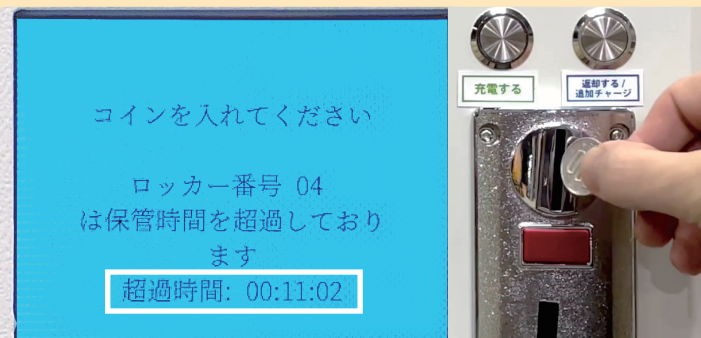 コインを入れてください
ロッカー番号 04
は保管時間を超過しており
ます
超過時間: 00:11:02
充電する
返却する/
追加チャージ